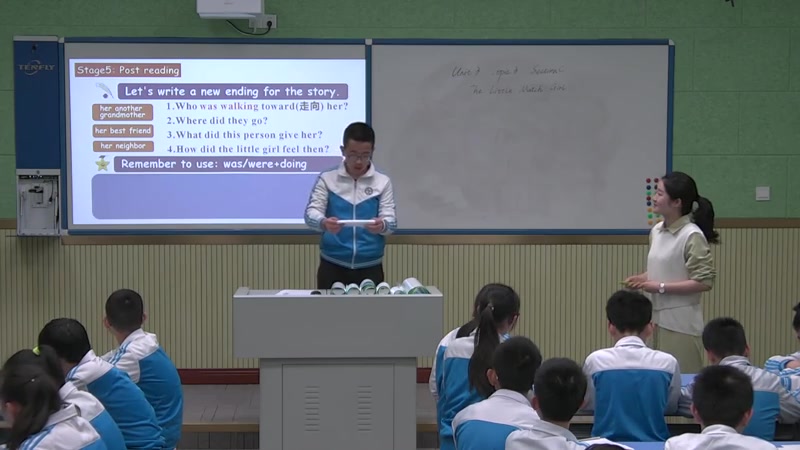 TENFIT
Stage5: Post reading
Let's write a new ending for the story.
her another
grandmother
her best friend
her neighbor
1.Who was walking toward(走向) her?
2.Where did they go?
3.What did this person give her?
4.How did the little girl feel then?
Remember to use: was/were+doing
The Little Match Girl